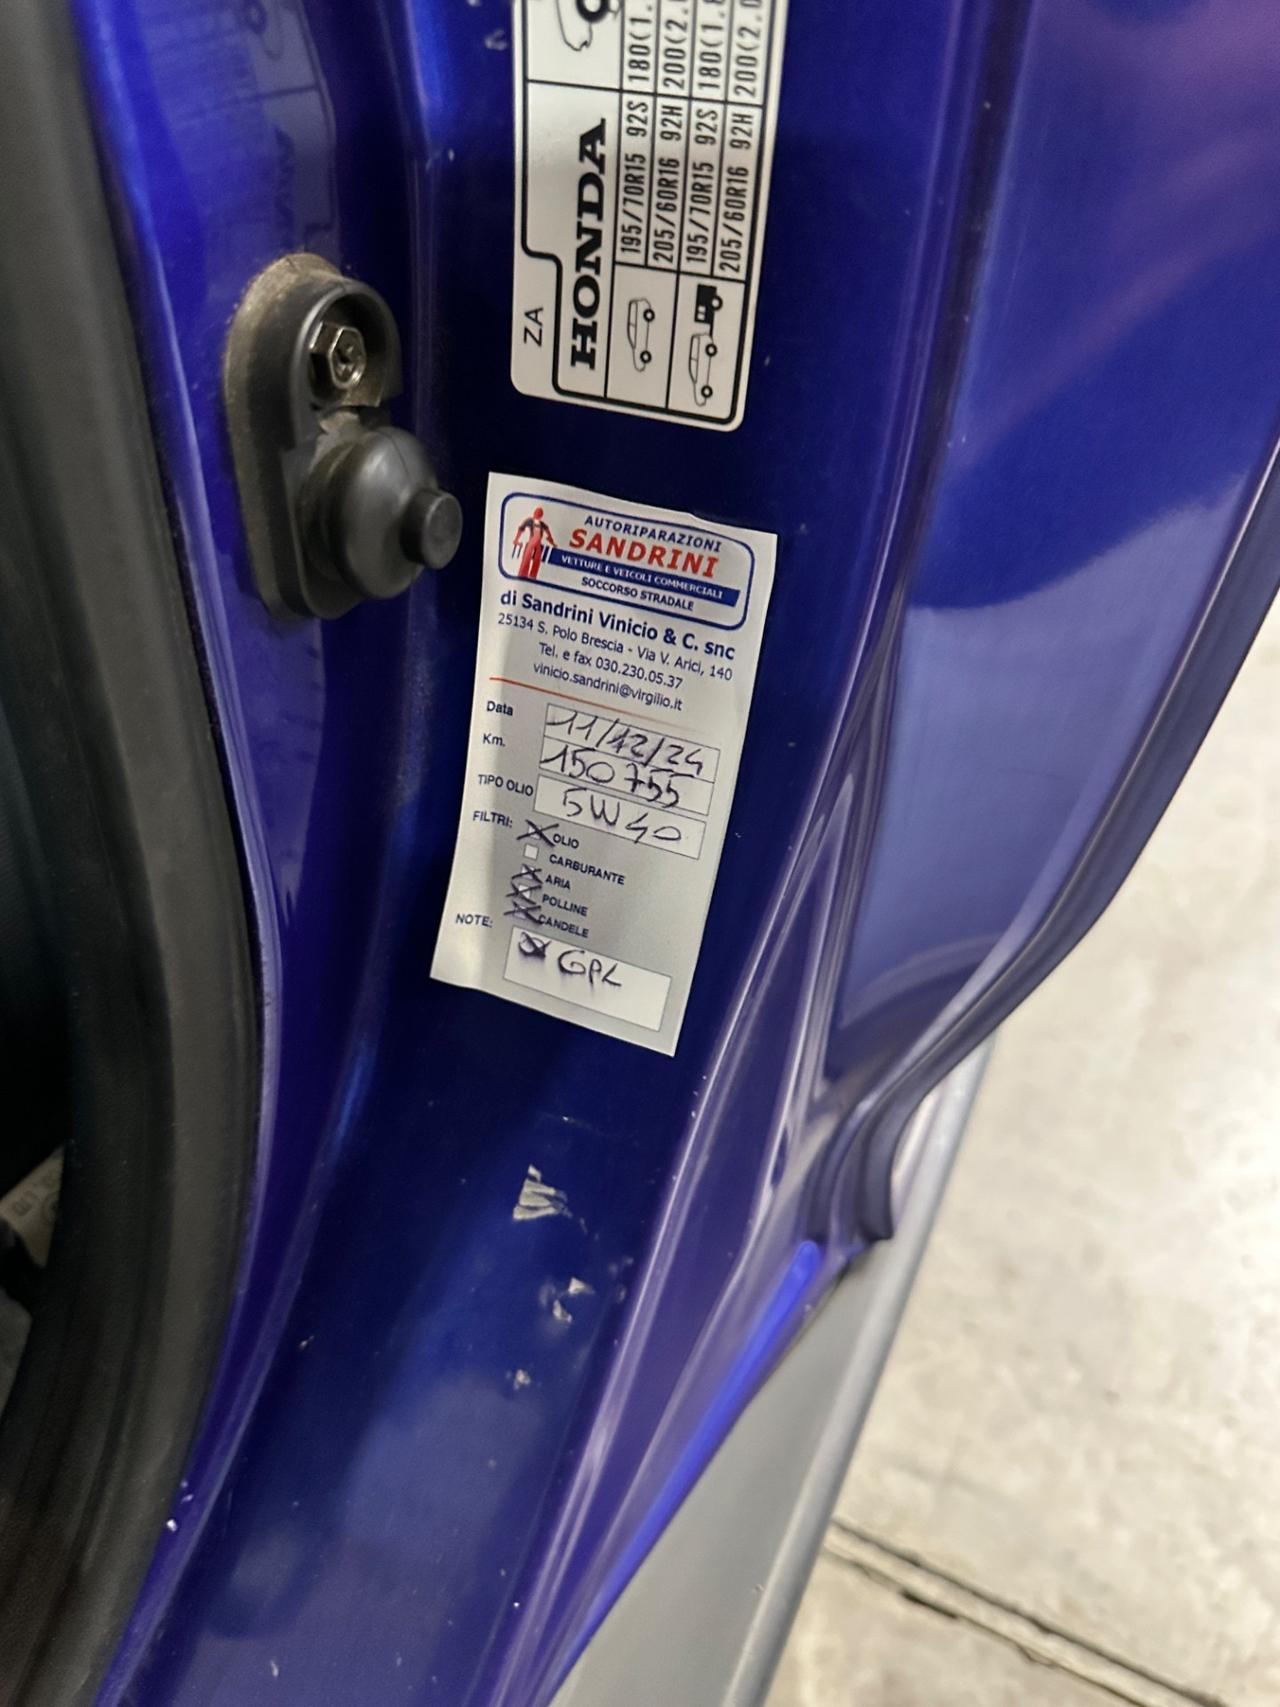 ZA
HONDA
195/70R15 92S 180(1.
205/60R16 92H 200(2.
195/70R15 92S 180(1.8
205/60R16 92H 200(2.0
AUTORIPARAZIONI
SANDRINI
VETTURE E VEICOLI COMMERCIALI
SOCCORSO STRADALE
di Sandrini Vinicio & C. snc
25134 S. Polo Brescia - Via V. Arici, 140
Tel. e fax 030.230.05.37
vinicio.sandrini@virgilio.it
Data 11/12/24
Km. 150755
TIPO OLIO 5W40
FILTRI: OLIO
CARBURANTE
ARIA
POLLINE
CANDELE
NOTE: GPL